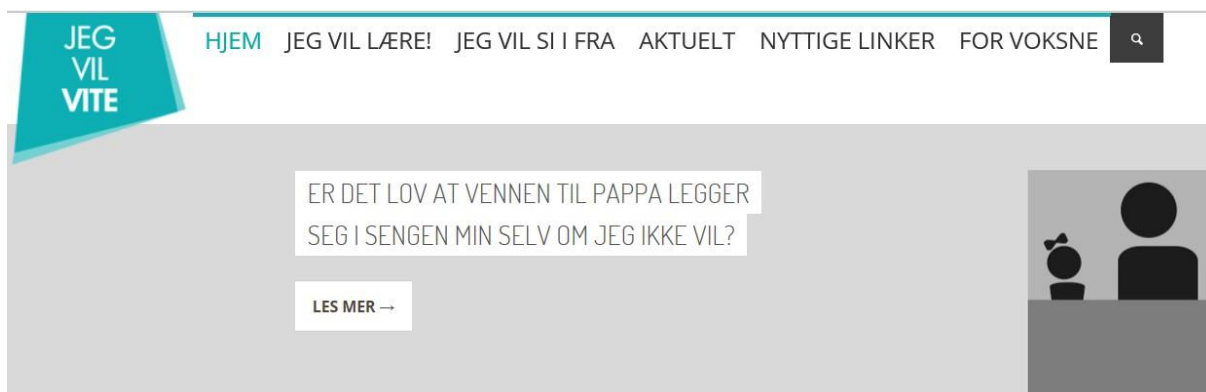 JEG
VIL
VITE
HJEM JEG VIL LÆRE! JEG VIL SI I FRA AKTUELT NYTTIGE LINKER FOR VOKSNE
ER DET LOV AT VENNEN TIL PAPPA LEGGER
SEG I SENGEN MIN SELV OM JEG IKKE VIL?
LES MER →